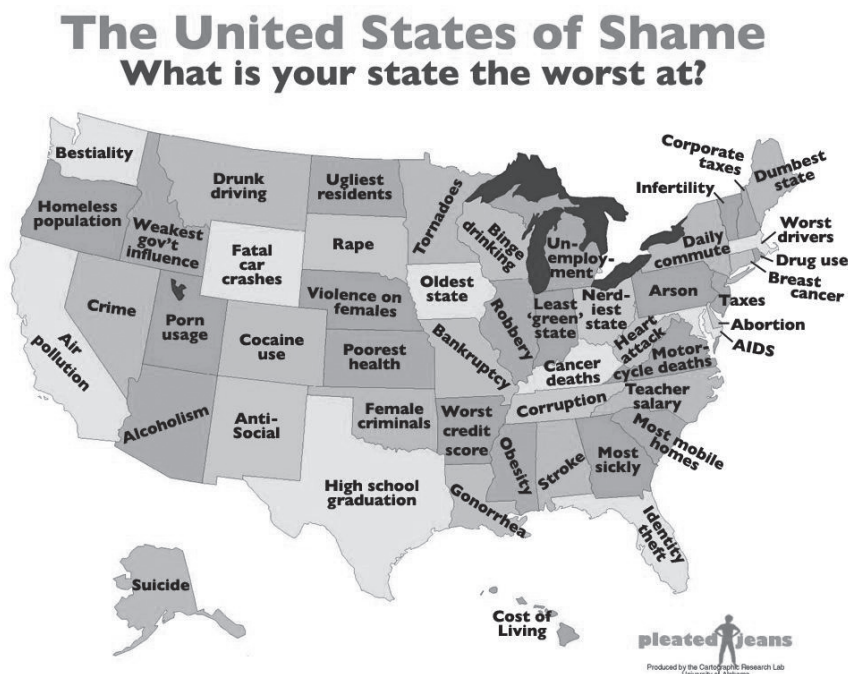 The United States of Shame
What is your state the worst at?
Bestiality
Homeless
population
Weakest
gov't
influence
Drunk
driving
Ugliest
residents
Tornadoes
Binge
drinking
Un-
employ-
ment
Infertility
Corporate
taxes
Dumbest
state
Worst
drivers
Drug use
Breast
cancer
Daily
commute
Fatal
car
crashes
Rape
Oldest
state
Violence on
females
Crime
Porn
usage
Cocaine
use
Poorest
health
Robbery
Least
'green'
state
Nerd-
iest
state
Arson
Taxes
Abortion
AIDS
Heart
attack
Motor-
cycle deaths
Cancer
deaths
Bankruptcy
Air
pollution
Alcoholism
Anti-
Social
Female
criminals
Worst
credit
score
Corruption
Teacher
salary
Most mobile
homes
Most
sickly
Stroke
Obesity
Gonorrhea
High school
graduation
Identity
theft
Suicide
Cost of
Living
pleated jeans
Produced by the Cartographic Research Lab
University of Alabama